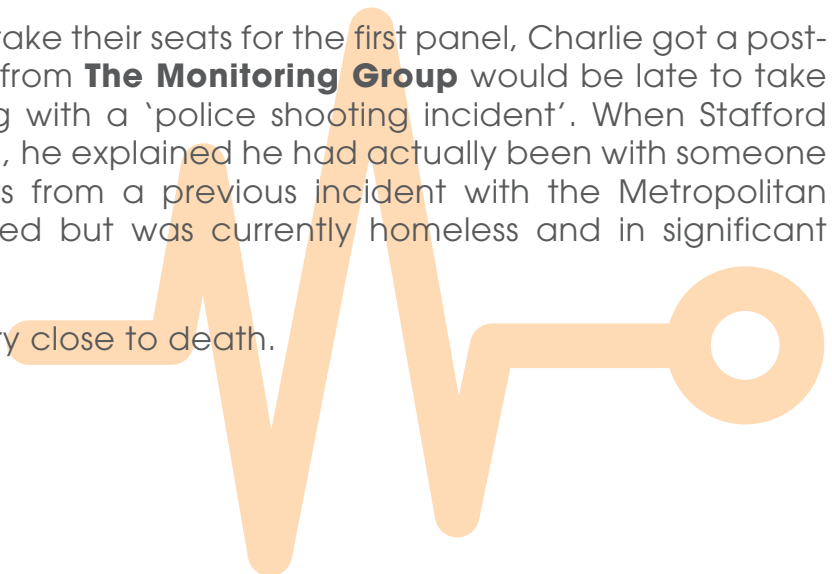 take their seats for the first panel, Charlie got a post-
from The Monitoring Group would be late to take
g with a ‘police shooting incident’. When Stafford
, he explained he had actually been with someone
s from a previous incident with the Metropolitan
ed but was currently homeless and in significant
ry close to death.